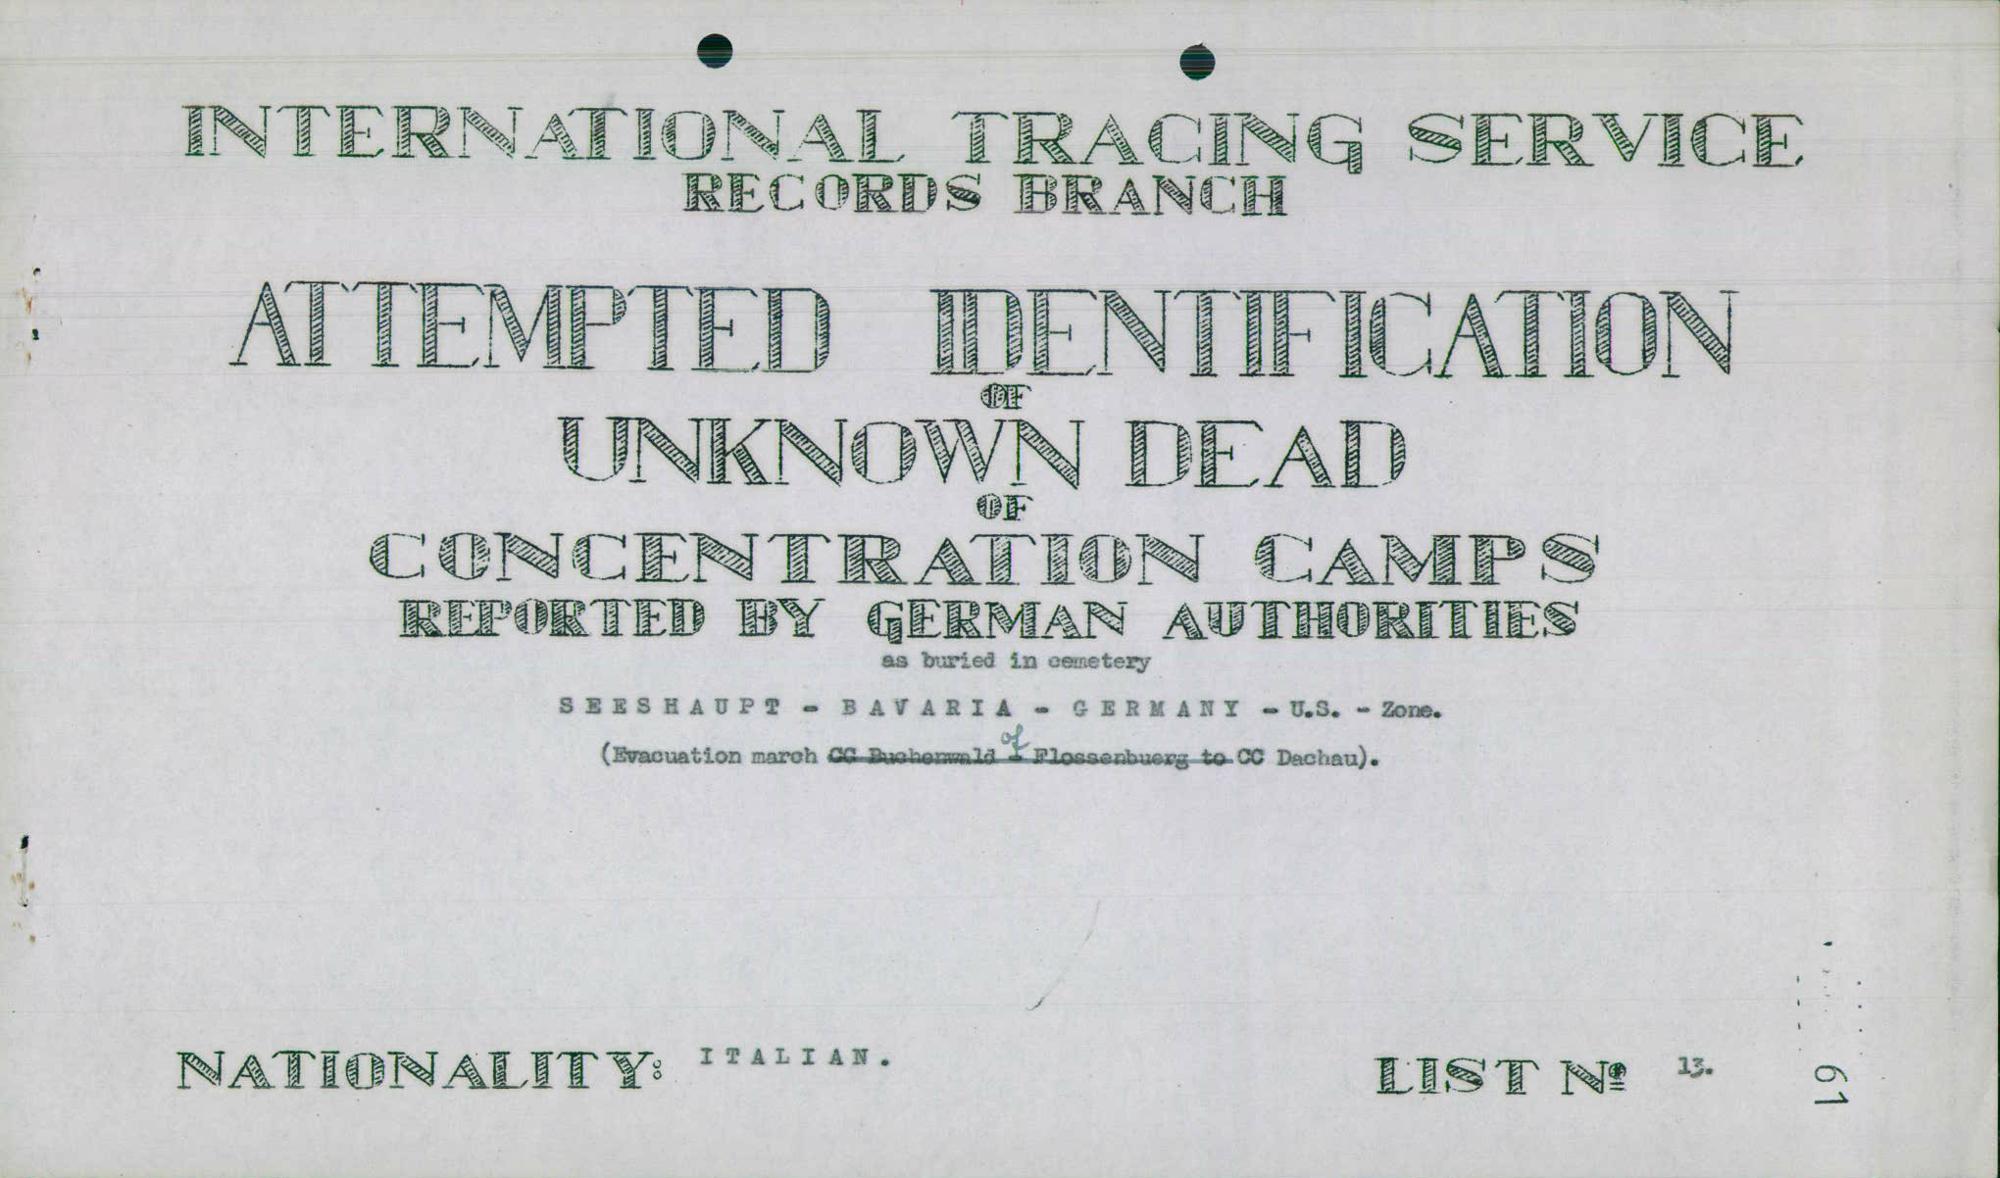 INTERNATIONAL TRACING SERVICE
RECORDS BRANCH
ATTEMPTED IDENTIFICATION
OF
UNKNOWN DEAD
OF
CONCENTRATION CAMPS
REPORTED BY GERMAN AUTHORITIES
as buried in cemetery
SEESHAUPT - BAVARIA - GERMANY - U.S. - Zone.
(Evacuation march CC Buchenwald - Flossenbuerg to of CC Dachau).
NATIONALITY: ITALIAN.
LIST Nº 13.
61